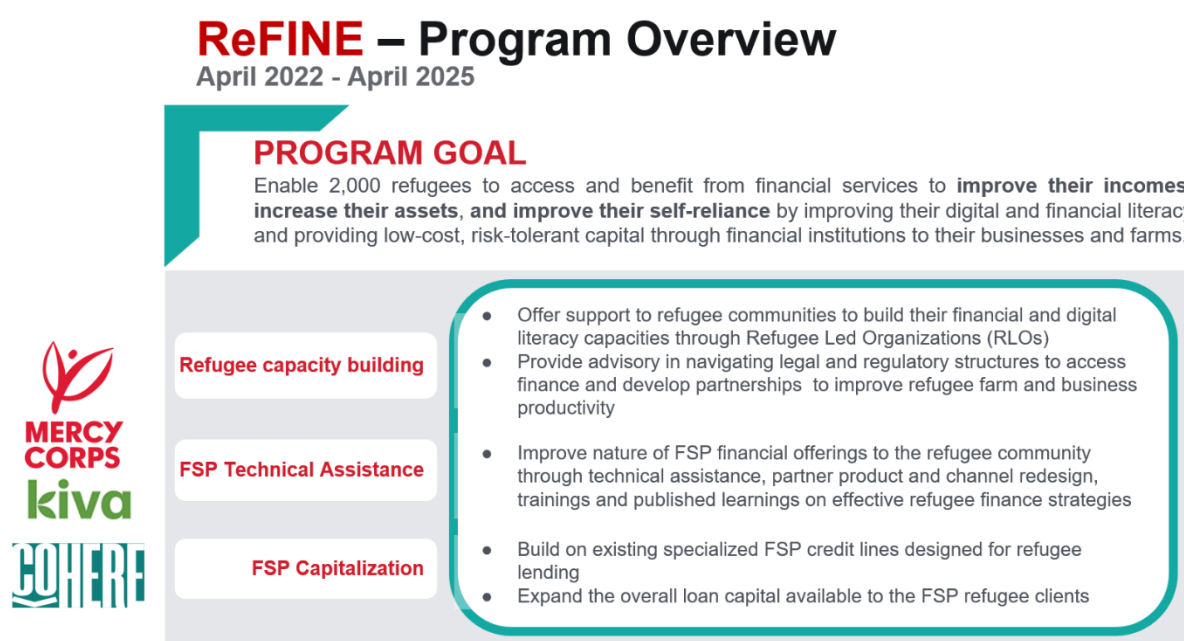 ReFINE – Program Overview
April 2022 - April 2025
PROGRAM GOAL
Enable 2,000 refugees to access and benefit from financial services to improve their incomes
increase their assets, and improve their self-reliance by improving their digital and financial literacy
and providing low-cost, risk-tolerant capital through financial institutions to their businesses and farms.
Refugee capacity building
● Offer support to refugee communities to build their financial and digital
literacy capacities through Refugee Led Organizations (RLOs)
● Provide advisory in navigating legal and regulatory structures to access
finance and develop partnerships to improve refugee farm and business
productivity
FSP Technical Assistance
● Improve nature of FSP financial offerings to the refugee community
through technical assistance, partner product and channel redesign,
trainings and published learnings on effective refugee finance strategies
FSP Capitalization
● Build on existing specialized FSP credit lines designed for refugee
lending
● Expand the overall loan capital available to the FSP refugee clients
MERCY
CORPS
kiva
COHERE